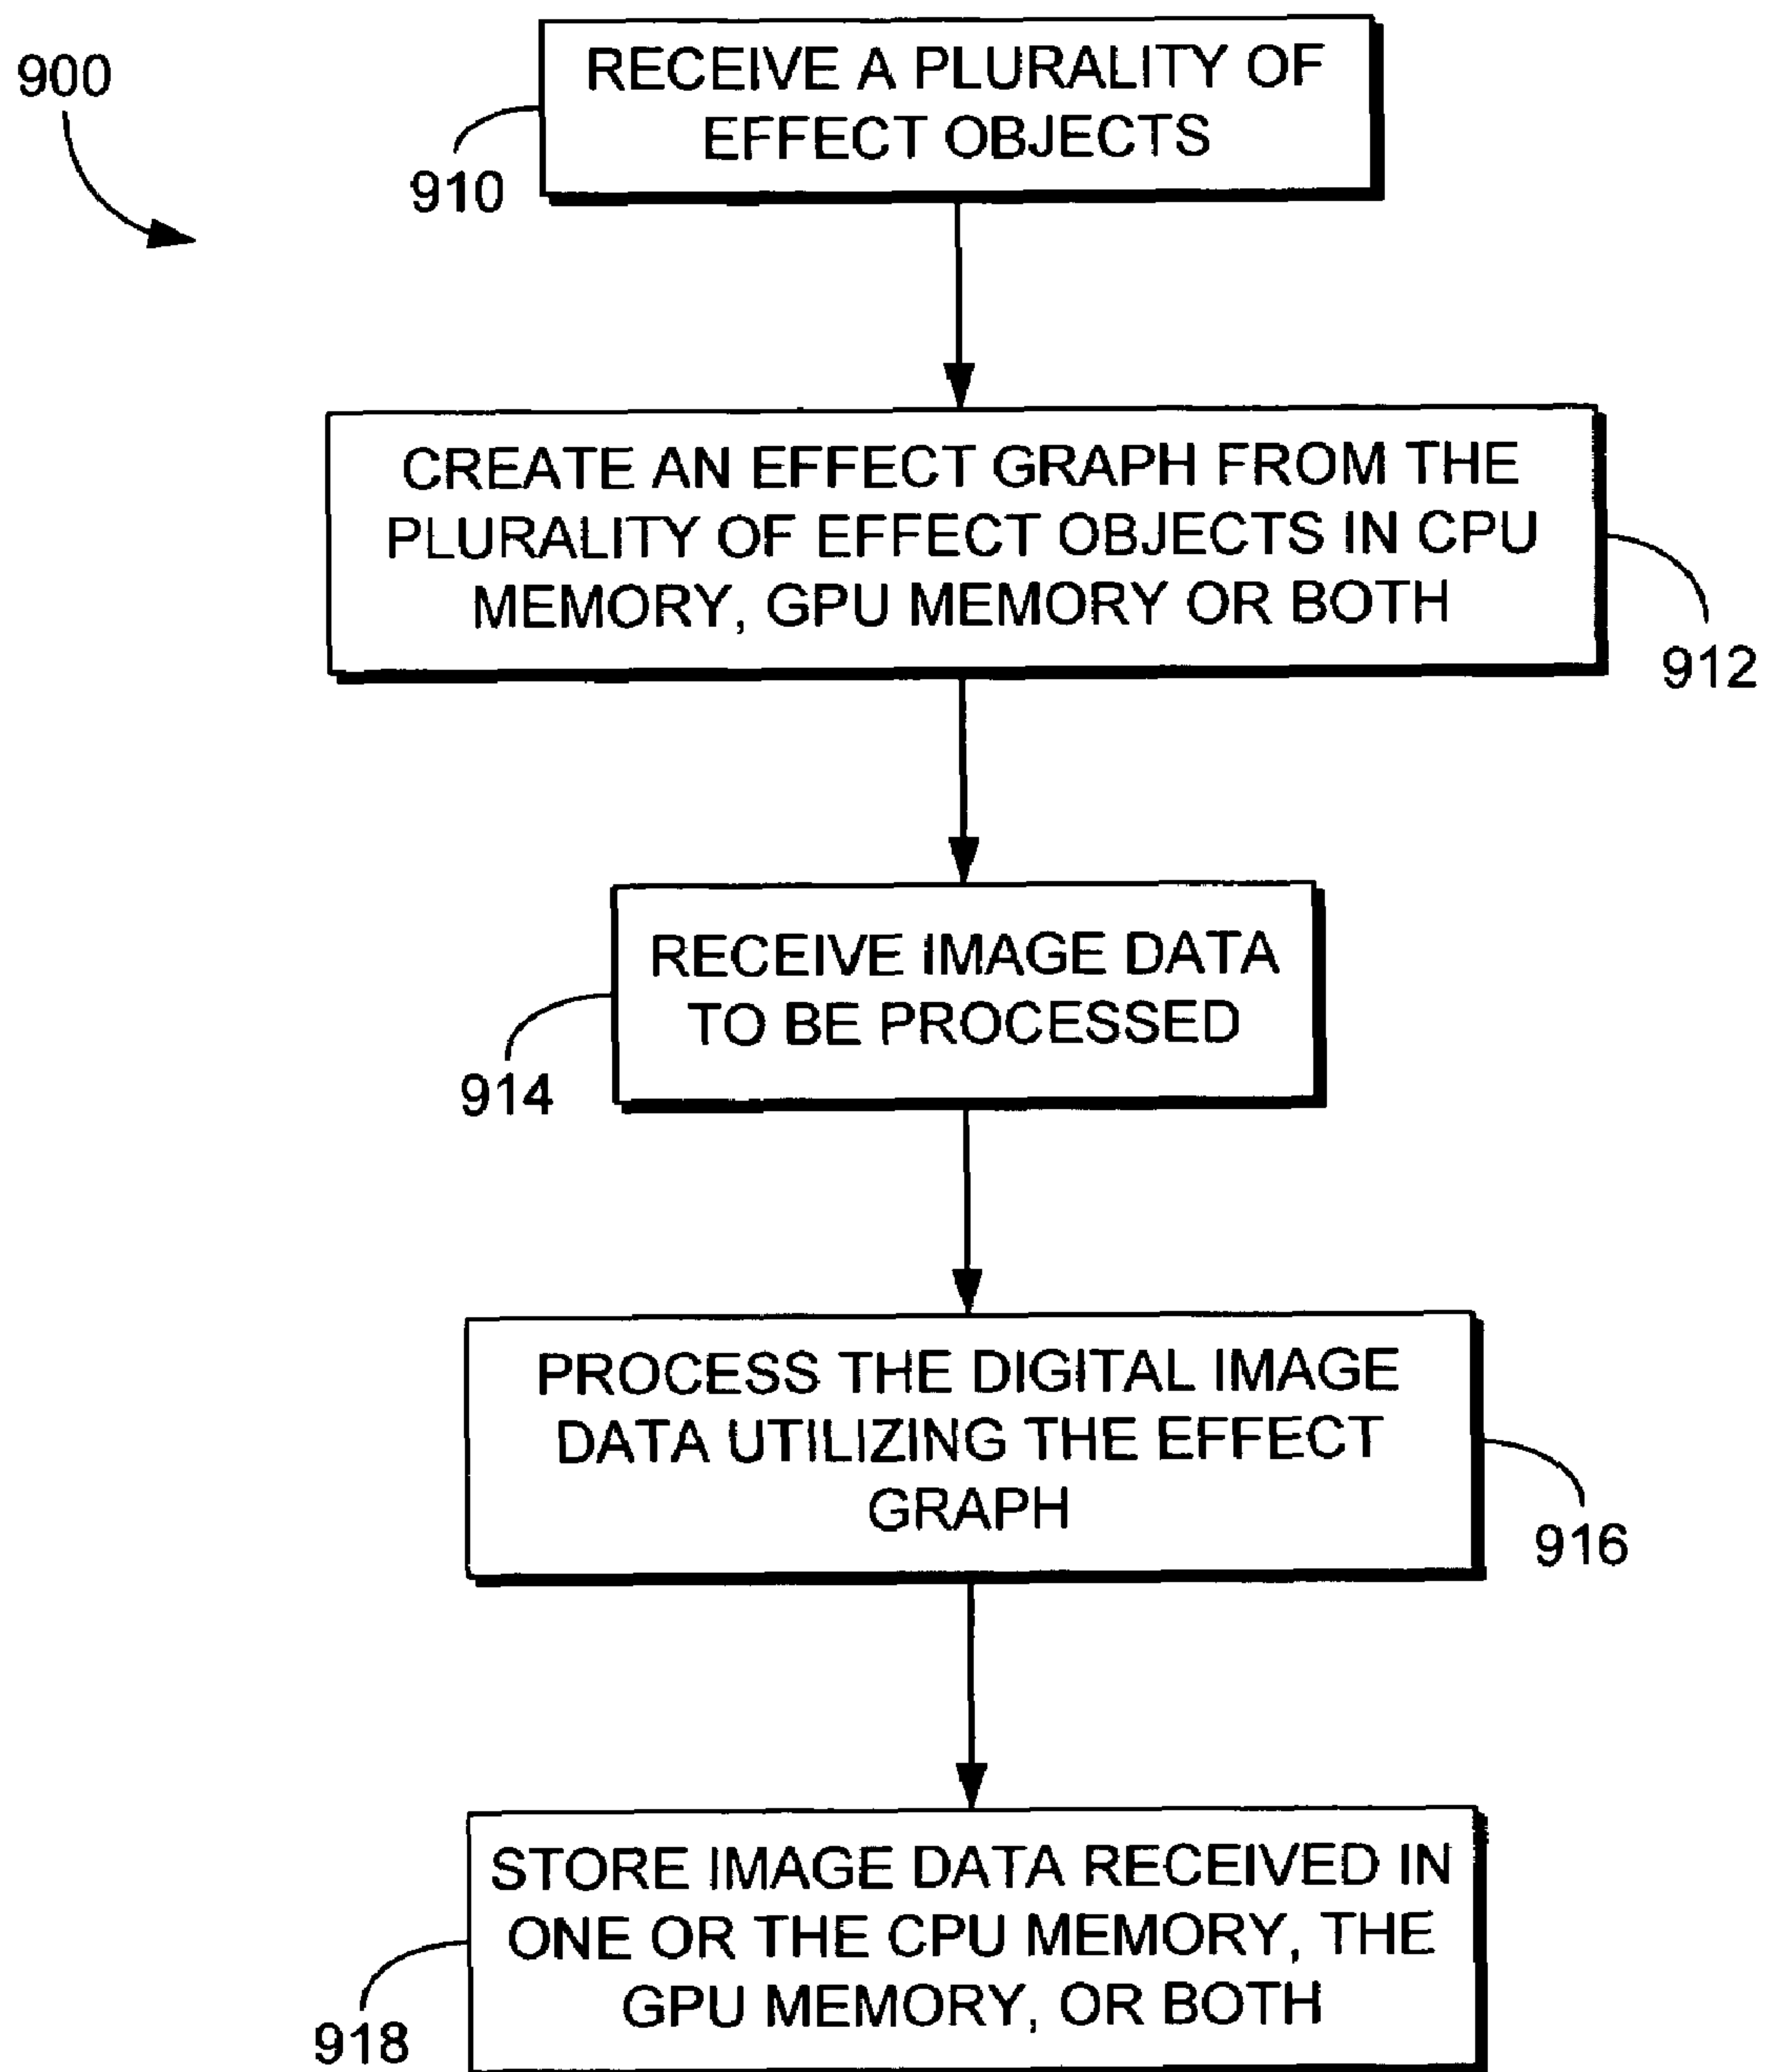 900
RECEIVE A PLURALITY OF
EFFECT OBJECTS
910
CREATE AN EFFECT GRAPH FROM THE
PLURALITY OF EFFECT OBJECTS IN CPU
MEMORY, GPU MEMORY OR BOTH
912
RECEIVE IMAGE DATA
TO BE PROCESSED
914
PROCESS THE DIGITAL IMAGE
DATA UTILIZING THE EFFECT
GRAPH
916
STORE IMAGE DATA RECEIVED IN
ONE OR THE CPU MEMORY, THE
GPU MEMORY, OR BOTH
918